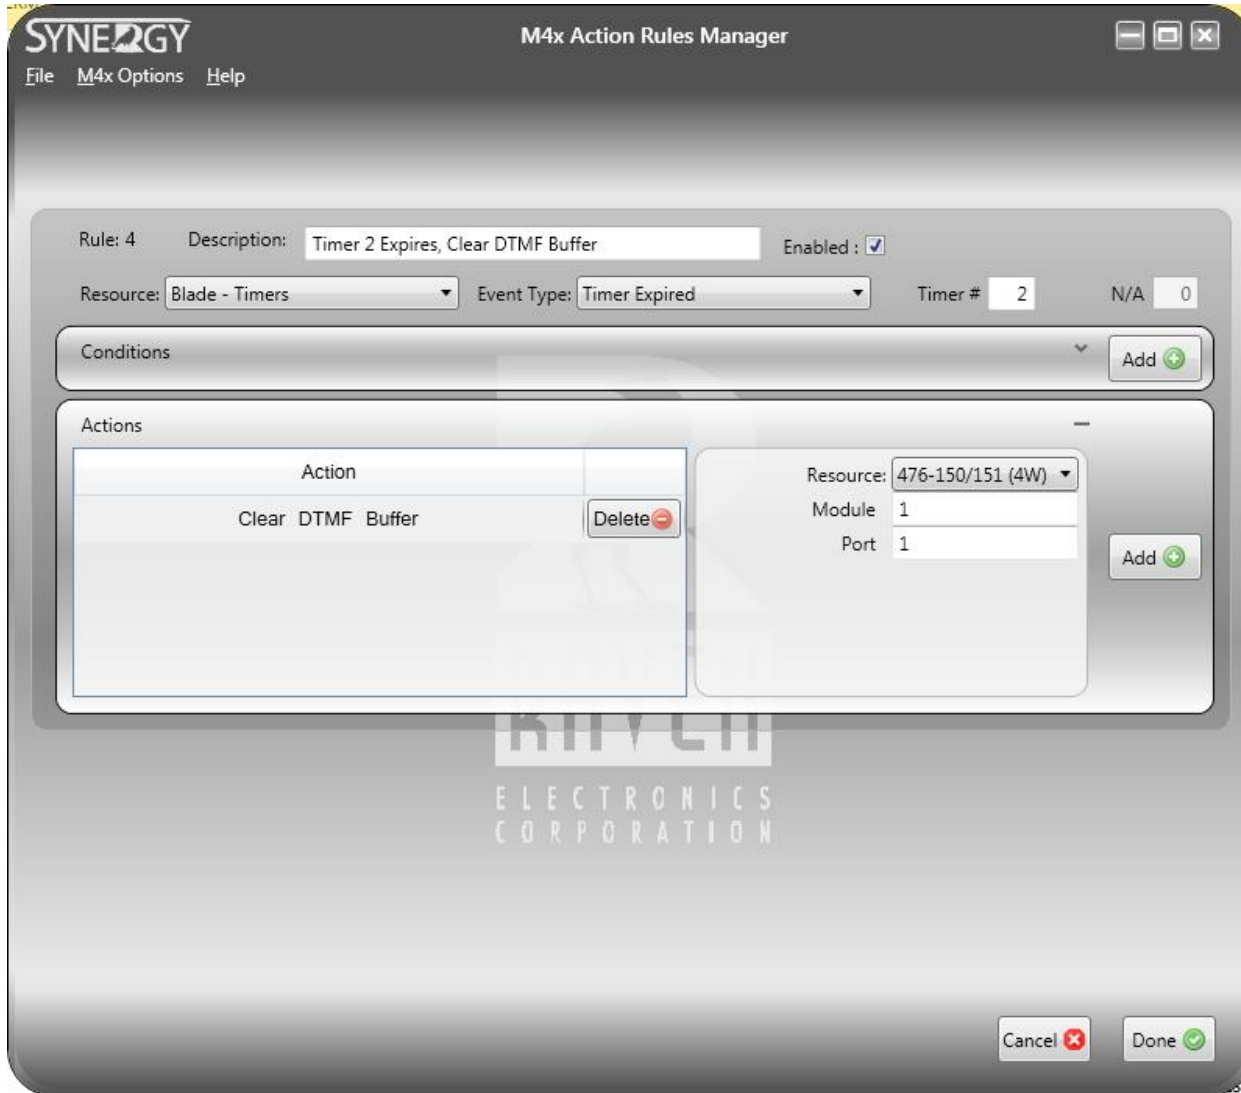 SYNERGY
M4x Action Rules Manager
File M4x Options Help
Rule: 4 Description: Timer 2 Expires, Clear DTMF Buffer Enabled :
Resource: Blade - Timers Event Type: Timer Expired Timer # 2 N/A 0
Conditions Add
Actions
Action
Resource: 476-150/151 (4W)
Clear DTMF Buffer Delete
Module 1
Port 1
Add
RAVEN
ELECTRONICS
CORPORATION
Cancel Done